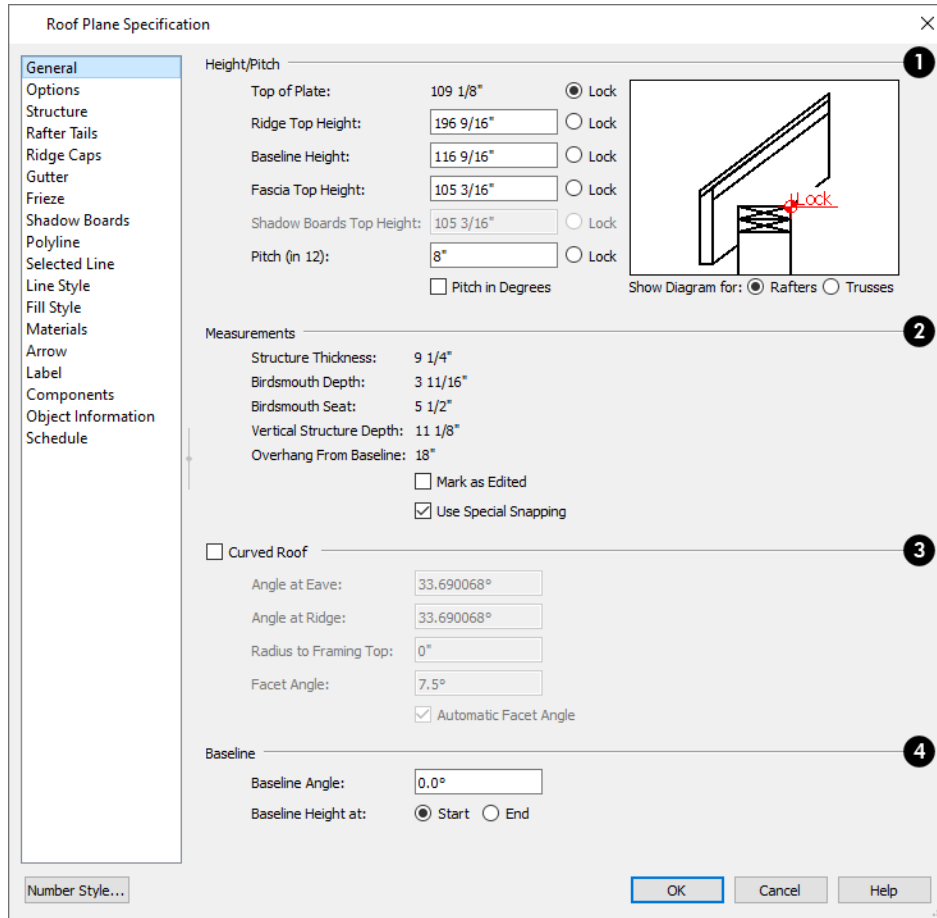 Roof Plane Specification
General
Options
Structure
Rafter Tails
Ridge Caps
Gutter
Frieze
Shadow Boards
Polyline
Selected Line
Line Style
Fill Style
Materials
Arrow
Label
Components
Object Information
Schedule
Height/Pitch
1
Top of Plate: 109 1/8" Lock
Ridge Top Height: 196 9/16" Lock
Baseline Height: 116 9/16" Lock
Fascia Top Height: 105 3/16" Lock
Shadow Boards Top Height: 105 3/16" Lock
Pitch (in 12): 8" Lock
Pitch in Degrees
Lock
Show Diagram for: Rafters Trusses
Measurements
2
Structure Thickness: 9 1/4"
Birdsmouth Depth: 3 11/16"
Birdsmouth Seat: 5 1/2"
Vertical Structure Depth: 11 1/8"
Overhang From Baseline: 18"
Mark as Edited
Use Special Snapping
Curved Roof
3
Angle at Eave: 33.690068°
Angle at Ridge: 33.690068°
Radius to Framing Top: 0"
Facet Angle: 7.5°
Automatic Facet Angle
Baseline
4
Baseline Angle: 0.0°
Baseline Height at: Start End
Number Style...
OK
Cancel
Help